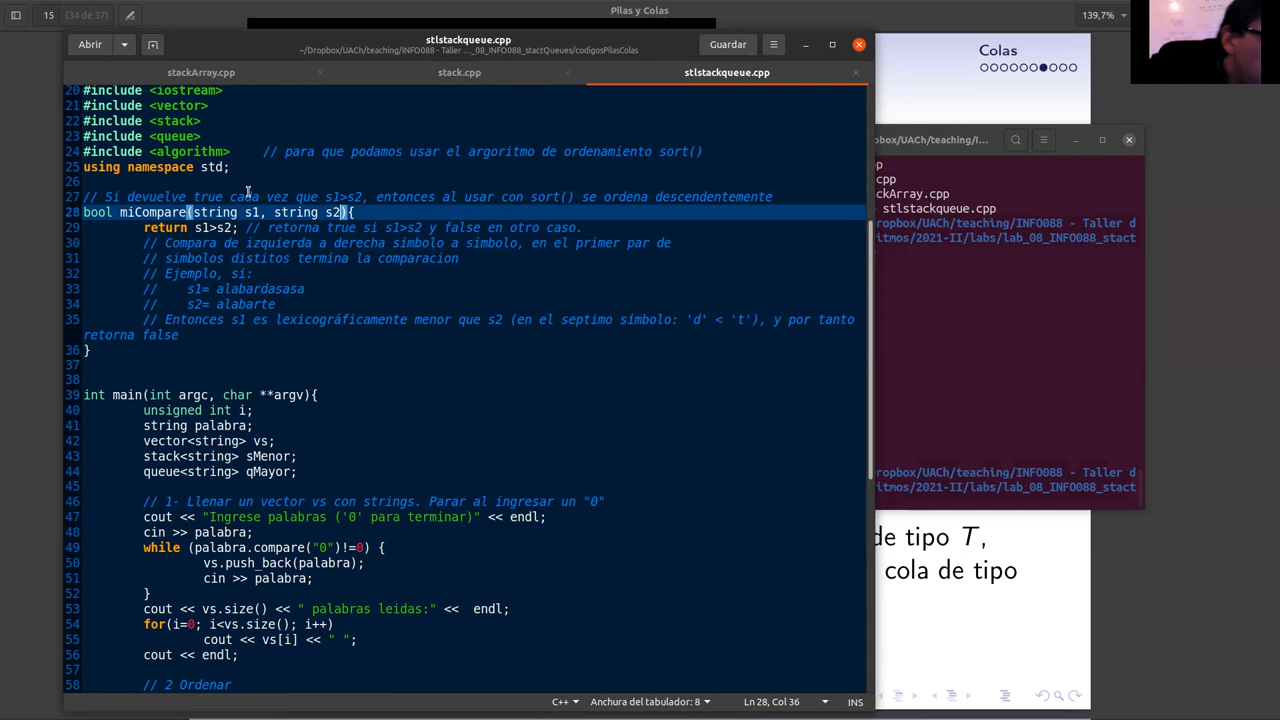 15 (34 de 37)
Pilas y Colas
139,7%
Abrir
stlstackqueue.cpp
~/Dropbox/UACh/teaching/INFO088 - Taller ..._08_INFO088_stactQueues/codigosPilasColas
Guardar
stackArray.cpp
stack.cpp
stlstackqueue.cpp
20 #include <iostream>
21 #include <vector>
22 #include <stack>
23 #include <queue>
24 #include <algorithm> // para que podamos usar el argoritmo de ordenamiento sort()
25 using namespace std;
26
27 // Si devuelve true cada vez que s1>s2, entonces al usar con sort() se ordena descendentemente
28 bool miCompare(string s1, string s2){
29 return s1>s2; // retorna true si s1>s2 y false en otro caso.
30 // Compara de izquierda a derecha simbolo a simbolo, en el primer par de
31 // simbolos distitos termina la comparacion
32 // Ejemplo, si:
33 // s1= alabardasasa
34 // s2= alabarte
35 // Entonces s1 es lexicográficamente menor que s2 (en el septimo símbolo: 'd' < 't'), y por tanto
retorna false
36 }
37
38
39 int main(int argc, char **argv){
40 unsigned int i;
41 string palabra;
42 vector<string> vs;
43 stack<string> sMenor;
44 queue<string> qMayor;
45
46 // 1- Llenar un vector vs con strings. Parar al ingresar un "0"
47 cout << "Ingrese palabras ('0' para terminar)" << endl;
48 cin >> palabra;
49 while (palabra.compare("0")!=0) {
50 vs.push_back(palabra);
51 cin >> palabra;
52 }
53 cout << vs.size() << " palabras leidas:" << endl;
54 for(i=0; i<vs.size(); i++)
55 cout << vs[i] << " ";
56 cout << endl;
57
58 // 2 Ordenar
C++
Anchura del tabulador: 8
Ln 28, Col 36
INS
Colas
pbox/UACh/teaching/I...
p
cpp
ckArray.cpp
stlstackqueue.cpp
ropbox/UACh/teaching/INFO088 - Taller d
ritmos/2021-II/labs/lab_08_INFO088_stact
ropbox/UACh/teaching/INFO088 - Taller d
ritmos/2021-II/labs/lab_08_INFO088_stact
de tipo T,
cola de tipo